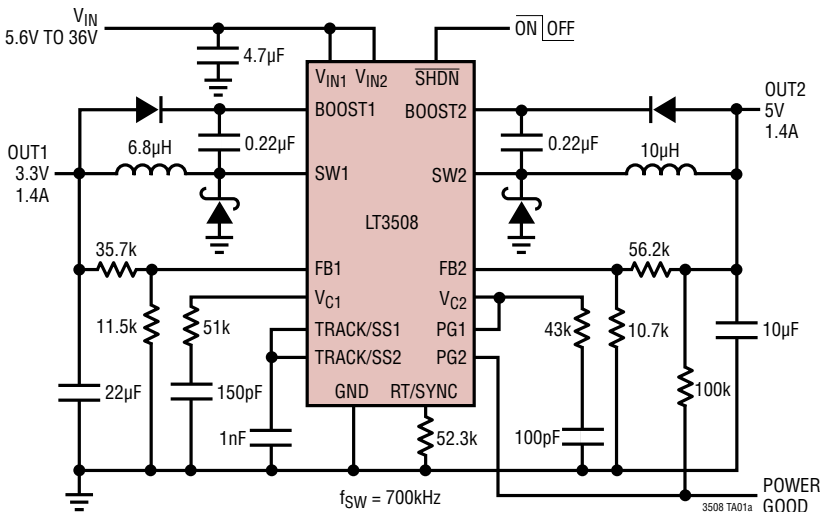 VIN
5.6V TO 36V
4.7µF
ON OFF
VIN1 VIN2
SHDN
BOOST1
BOOST2
OUT2
5V
1.4A
6.8µH
0.22µF
0.22µF
10µH
OUT1
3.3V
1.4A
SW1
SW2
LT3508
35.7k
FB1
FB2
56.2k
VC1
VC2
11.5k
51k
TRACK/SS1
PG1
43k
10.7k
10µF
TRACK/SS2
PG2
22µF
150pF
GND
RT/SYNC
100k
1nF
52.3k
100pF
fSW = 700kHz
3508 TA01a
POWER
GOOD